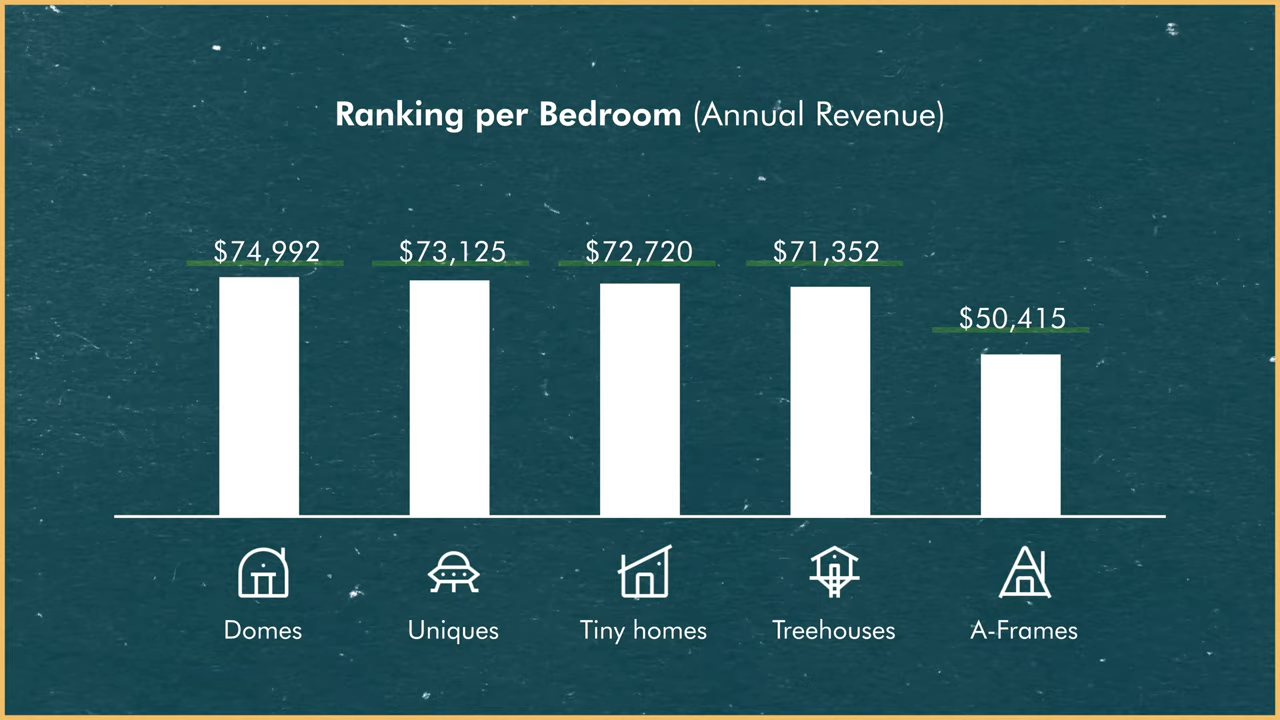 Ranking per Bedroom (Annual Revenue)
$74,992
$73,125
$72,720
$71,352
$50,415
Domes
Uniques
Tiny homes
Treehouses
A-Frames